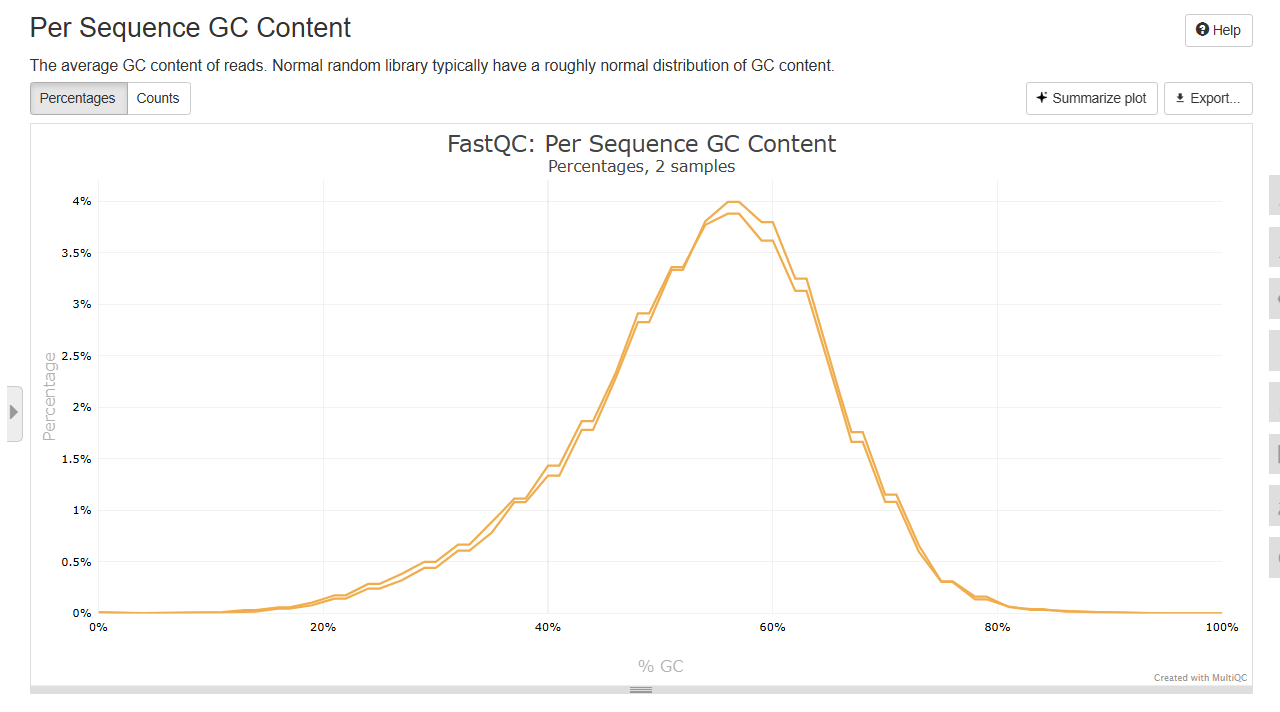 Per Sequence GC Content
Help
The average GC content of reads. Normal random library typically have a roughly normal distribution of GC content.
Percentages Counts
Summarize plot Export...
FastQC: Per Sequence GC Content
Percentages, 2 samples
4%
3.5%
3%
2.5%
2%
1.5%
1%
0.5%
0%
Percentage
0% 20% 40% 60% 80% 100%
% GC
Created with MultiQC